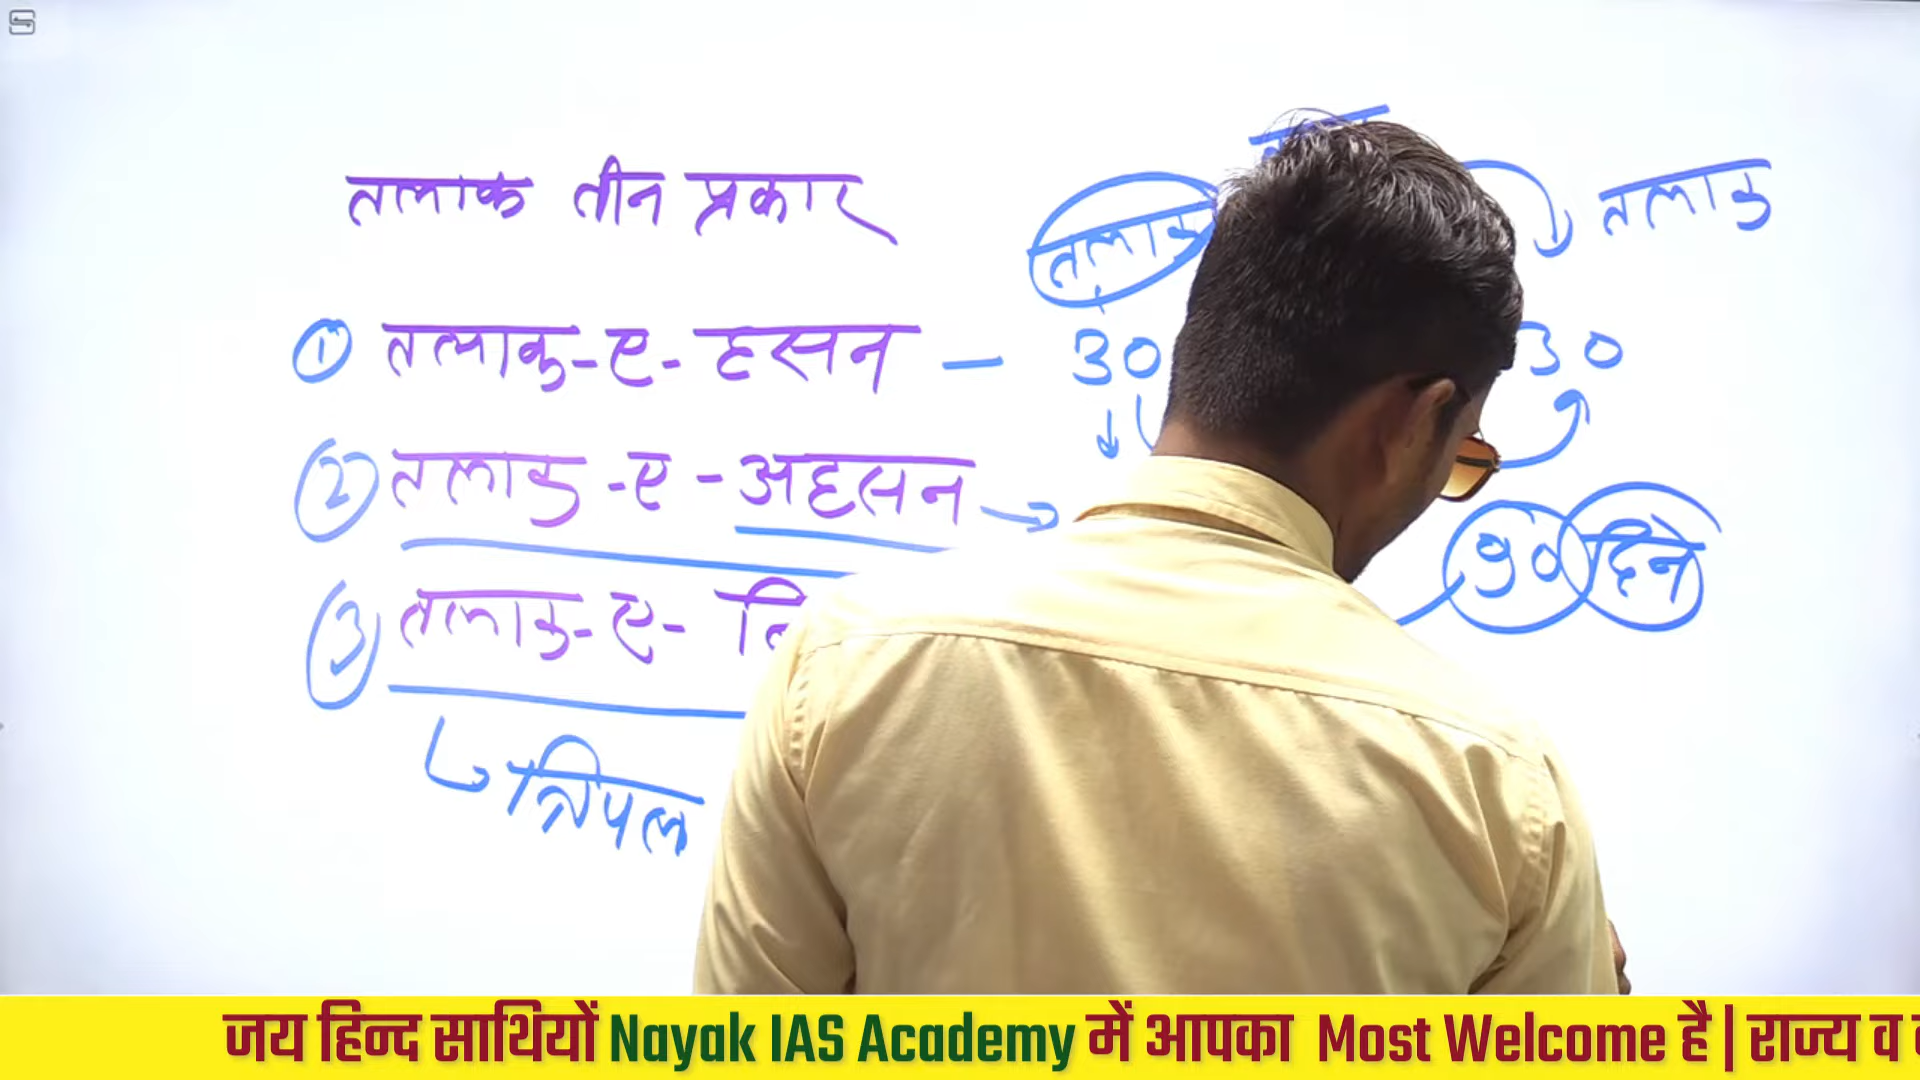 तलाक तीन प्रकार
① तलाक-ए-हसन — 30
② तलाक-ए-अहसन →
③ तलाक-ए-
त्रिपल
तलाक
तलाक
30
90 दिन
जय हिन्द साथियों Nayak IAS Academy में आपका Most Welcome है | राज्य व